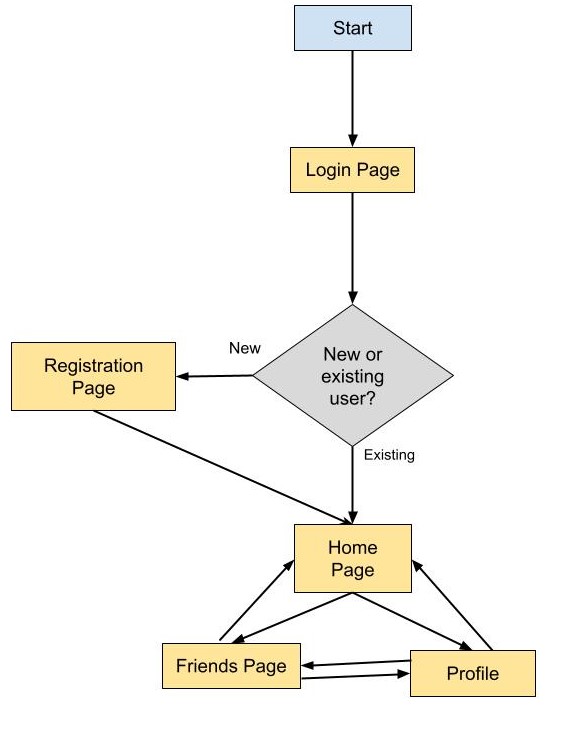 Start
Login Page
New or
existing
user?
New
Registration
Page
Existing
Home
Page
Friends Page
Profile